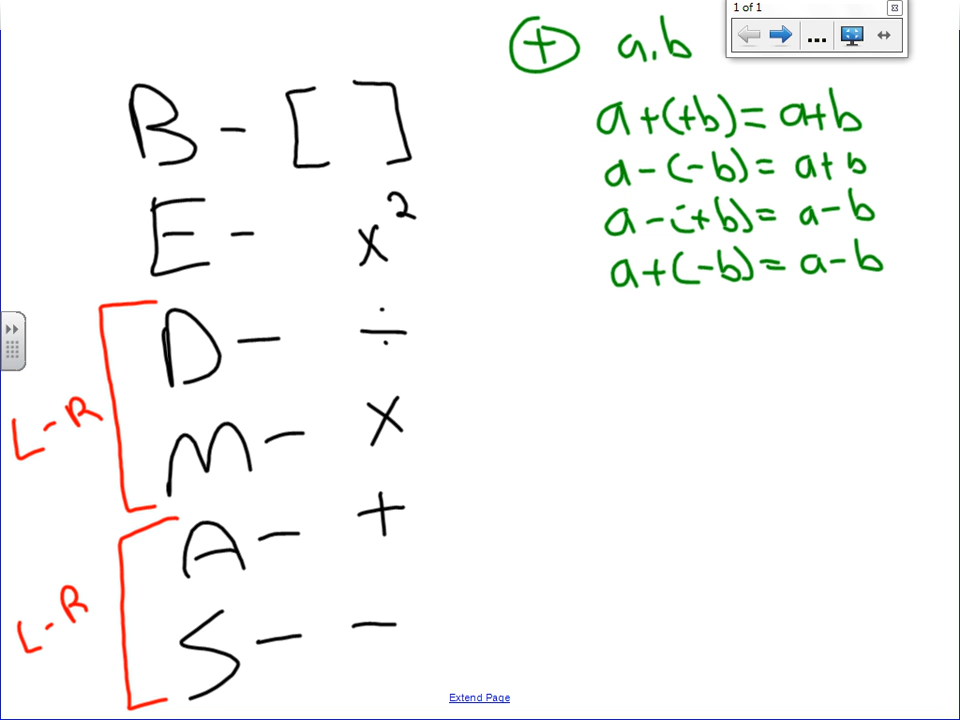 1 of 1
...
+ a,b
a+(+b)=a+b
a-(-b)=a+b
a-(+b)=a-b
a+(-b)=a-b
B - [ ]
E - x²
D - ÷
M - ×
L-R
A - +
S - -
L-R
Extend Page